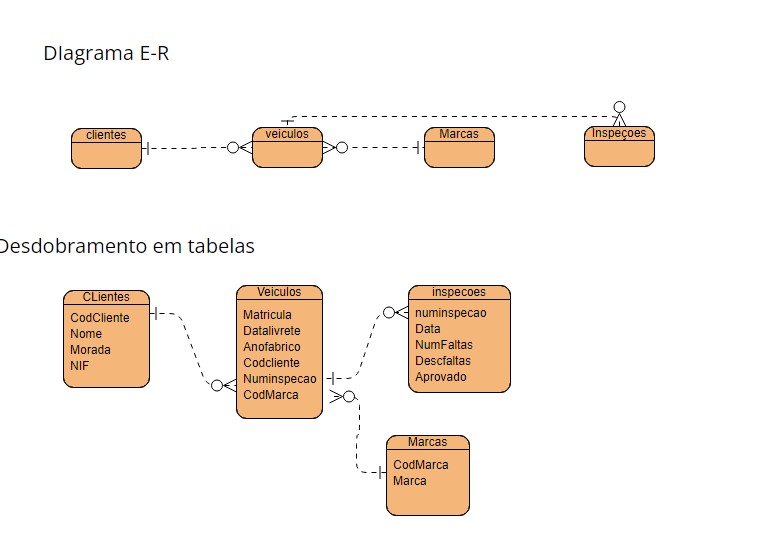 DIagrama E-R
clientes
veiculos
Marcas
Inspeçoes
Desdobramento em tabelas
CLientes
CodCliente
Nome
Morada
NIF
Veiculos
Matricula
Datalivrete
Anofabrico
Codcliente
Numinspecao
CodMarca
inspecoes
numinspecao
Data
NumFaltas
Descfaltas
Aprovado
Marcas
CodMarca
Marca